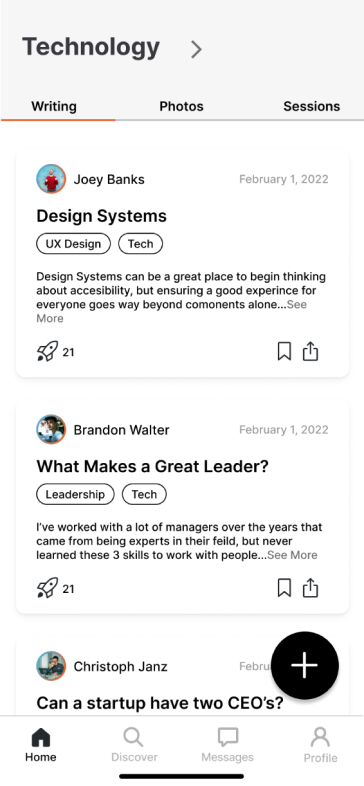 Technology
Writing Photos Sessions
Joey Banks February 1, 2022
Design Systems
UX Design Tech
Design Systems can be a great place to begin thinking
about accesibility, but ensuring a good experince for
everyone goes way beyond comonents alone...See
More
21
Brandon Walter February 1, 2022
What Makes a Great Leader?
Leadership Tech
I've worked with a lot of managers over the years that
came from being experts in their feild, but never
learned these 3 skills to work with people...See More
21
Christoph Janz
Can a startup have two CEO's?
Home Discover Messages Profile